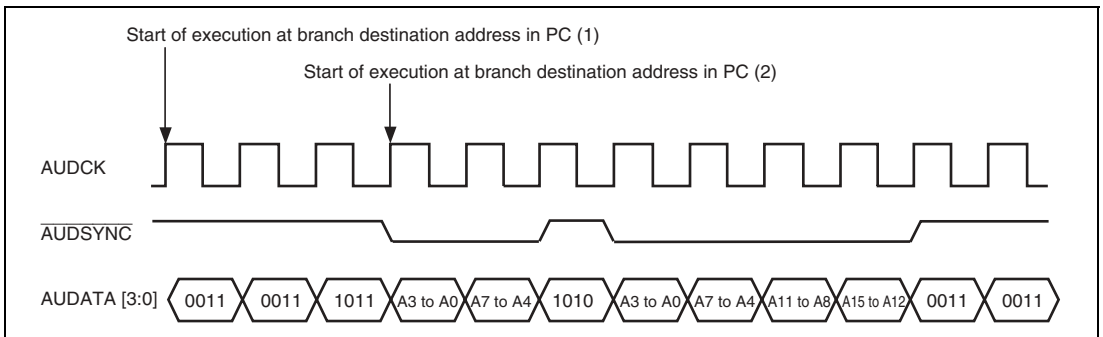 Start of execution at branch destination address in PC (1)
Start of execution at branch destination address in PC (2)
AUDCK
AUDSYNC
AUDATA [3:0] 0011 0011 1011 A3 to A0 A7 to A4 1010 A3 to A0 A7 to A4 A11 to A8 A15 to A12 0011 0011